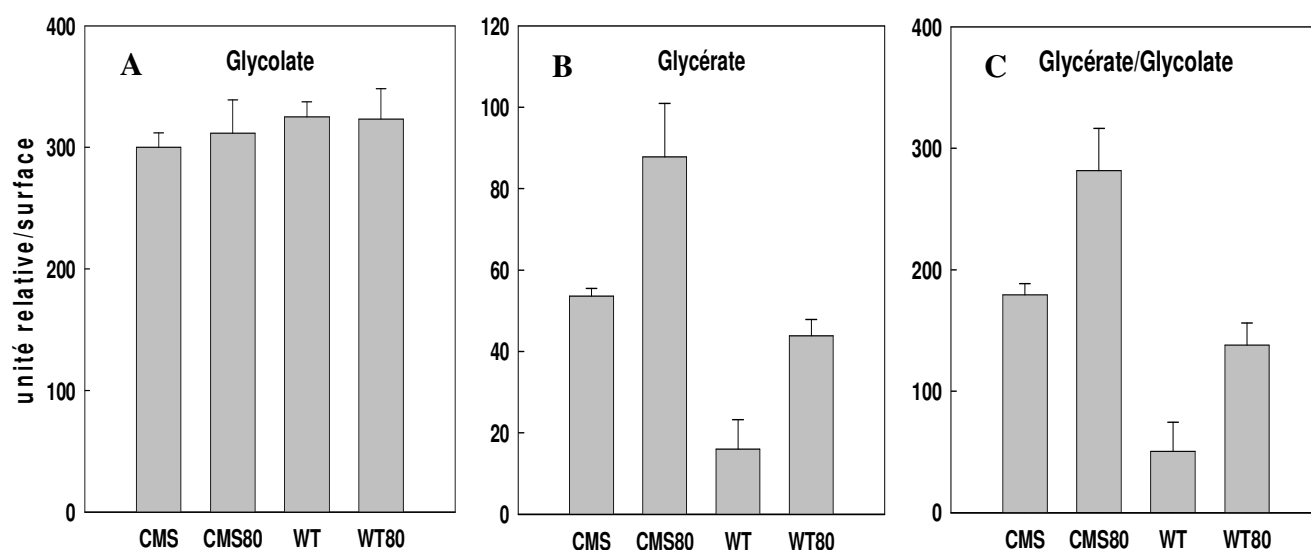 A Glycolate
unité relative/surface
400
300
200
100
0
CMS CMS80 WT WT80
B Glycérate
120
100
80
60
40
20
0
CMS CMS80 WT WT80
C Glycérate/Glycolate
400
300
200
100
0
CMS CMS80 WT WT80